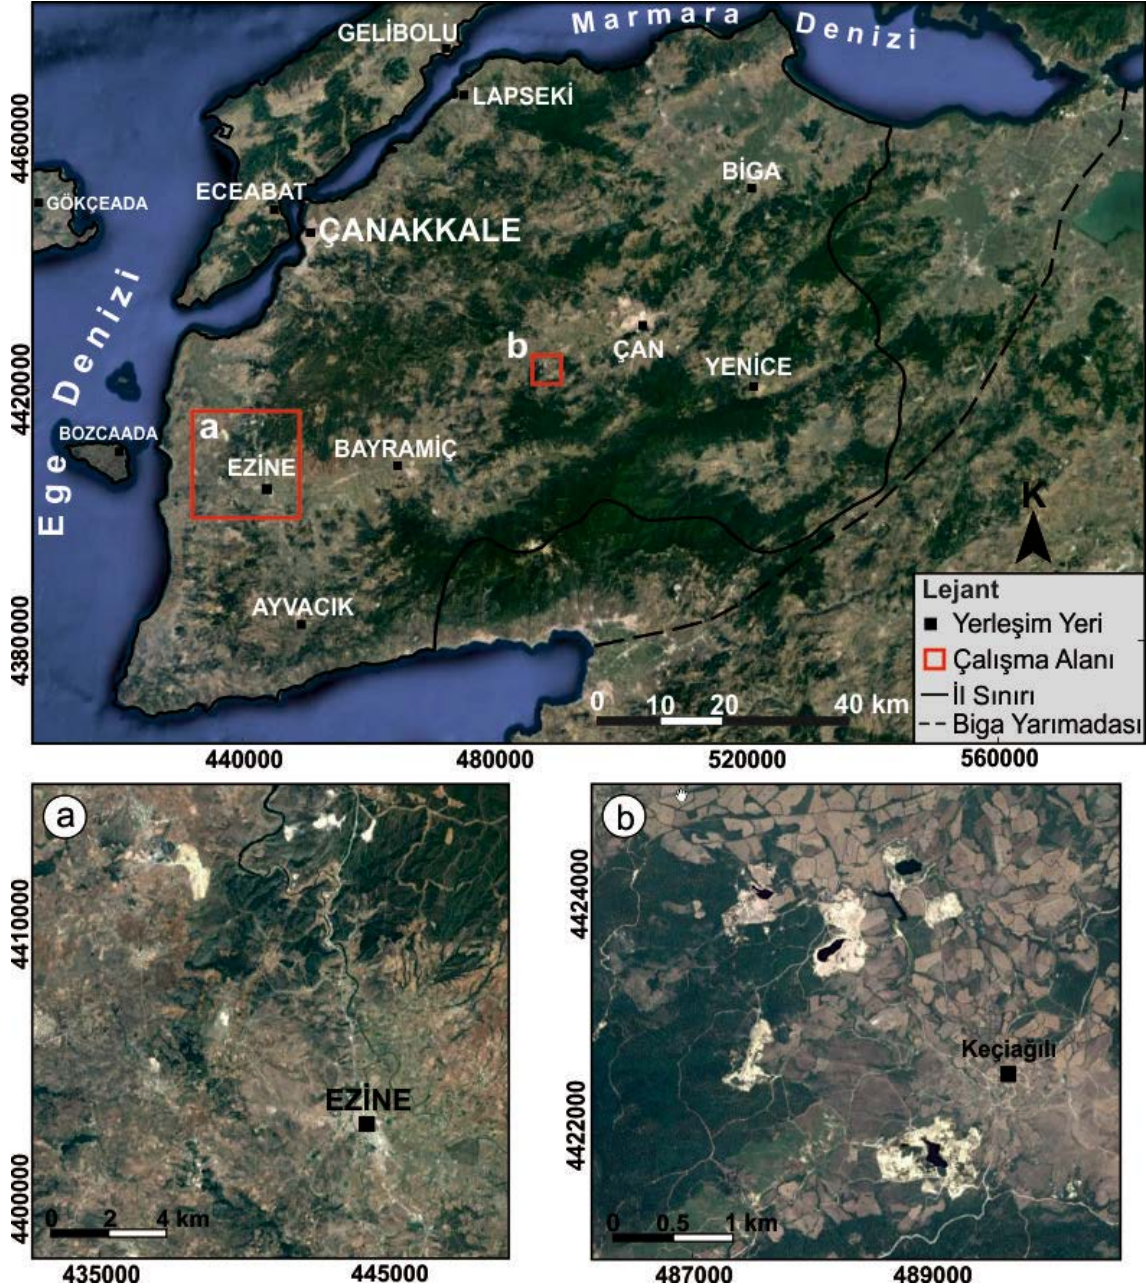 Marmara Denizi
GELİBOLU
LAPSEKİ
BİGA
ECEABAT
GÖKÇEADA
ÇANAKKALE
Ege Denizi
b
ÇAN
YENİCE
BOZCAADA
a
EZİNE
BAYRAMİÇ
K
AYVACIK
Lejant
Yerleşim Yeri
Çalışma Alanı
İl Sınırı
Biga Yarımadası
0 10 20 40 km
4460000
4420000
4380000
440000 480000 520000 560000
a
EZİNE
0 2 4 km
4410000
4400000
435000 445000
b
Keçiağılı
0 0.5 1 km
4424000
4422000
487000 489000